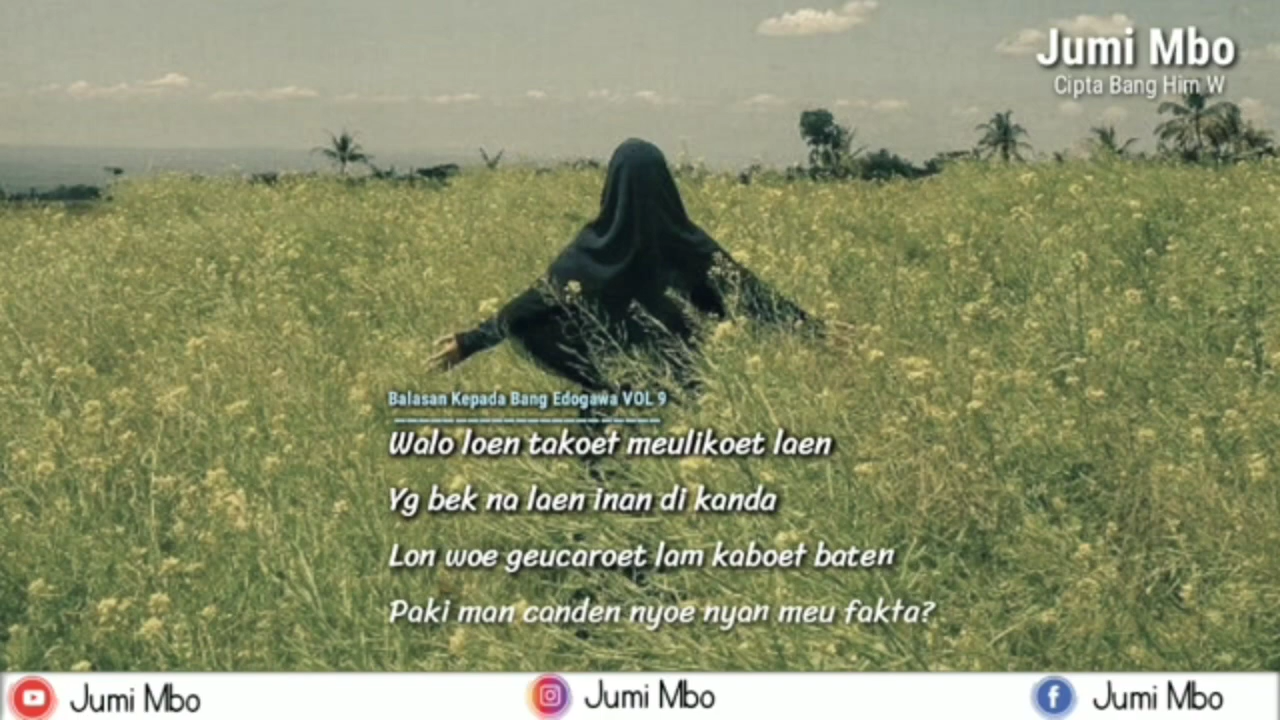 Jumi Mbo
Cipta Bang Him W
Balasan Kepada Bang Edogawa VOL 9
Walo loen takoet meulikoet laen
Yg bek na laen inan di kanda
Lon woe geucaroet lam kaboet baten
Paki man canden nyoe nyan meu fakta?
Jumi Mbo
Jumi Mbo
Jumi Mbo